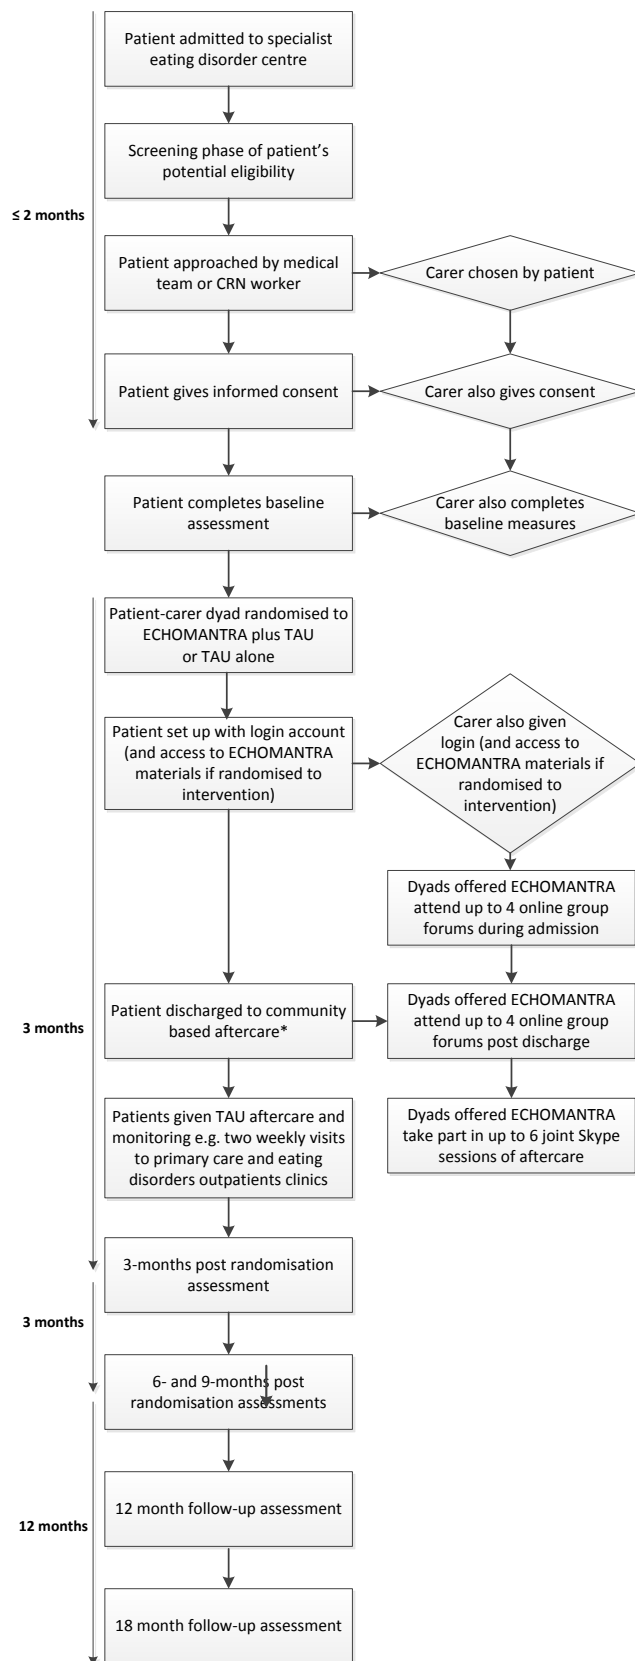 Patient admitted to specialist
eating disorder centre
Screening phase of patient's
potential eligibility
≤ 2 months
Patient approached by medical
team or CRN worker
Carer chosen by patient
Patient gives informed consent
Carer also gives consent
Patient completes baseline
assessment
Carer also completes
baseline measures
Patient-carer dyad randomised to
ECHOMANTRA plus TAU
or TAU alone
Patient set up with login account
(and access to ECHOMANTRA
materials if randomised to
intervention)
Carer also given
login (and access to
ECHOMANTRA materials if
randomised to
intervention)
Dyads offered ECHOMANTRA
attend up to 4 online group
forums during admission
3 months
Patient discharged to community
based aftercare*
Dyads offered ECHOMANTRA
attend up to 4 online group
forums post discharge
Patients given TAU aftercare and
monitoring e.g. two weekly visits
to primary care and eating
disorders outpatients clinics
Dyads offered ECHOMANTRA
take part in up to 6 joint Skype
sessions of aftercare
3-months post randomisation
assessment
3 months
6- and 9-months post
randomisation assessments
12 month follow-up assessment
12 months
18 month follow-up assessment